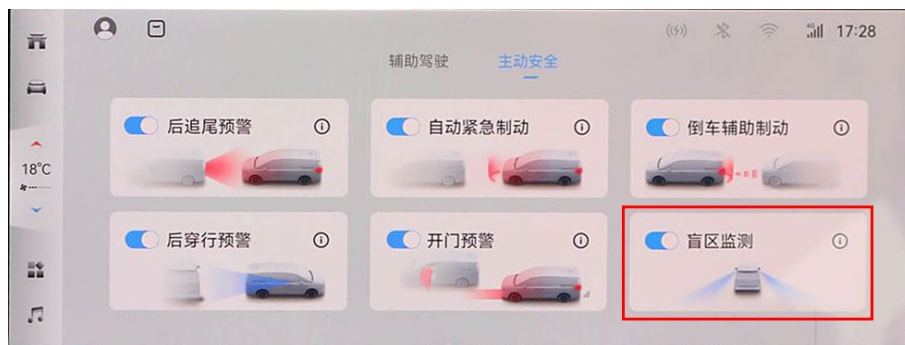 4G 17:28
辅助驾驶 主动安全
后追尾预警 自动紧急制动 倒车辅助制动
18°C
后穿行预警 开门预警 盲区监测